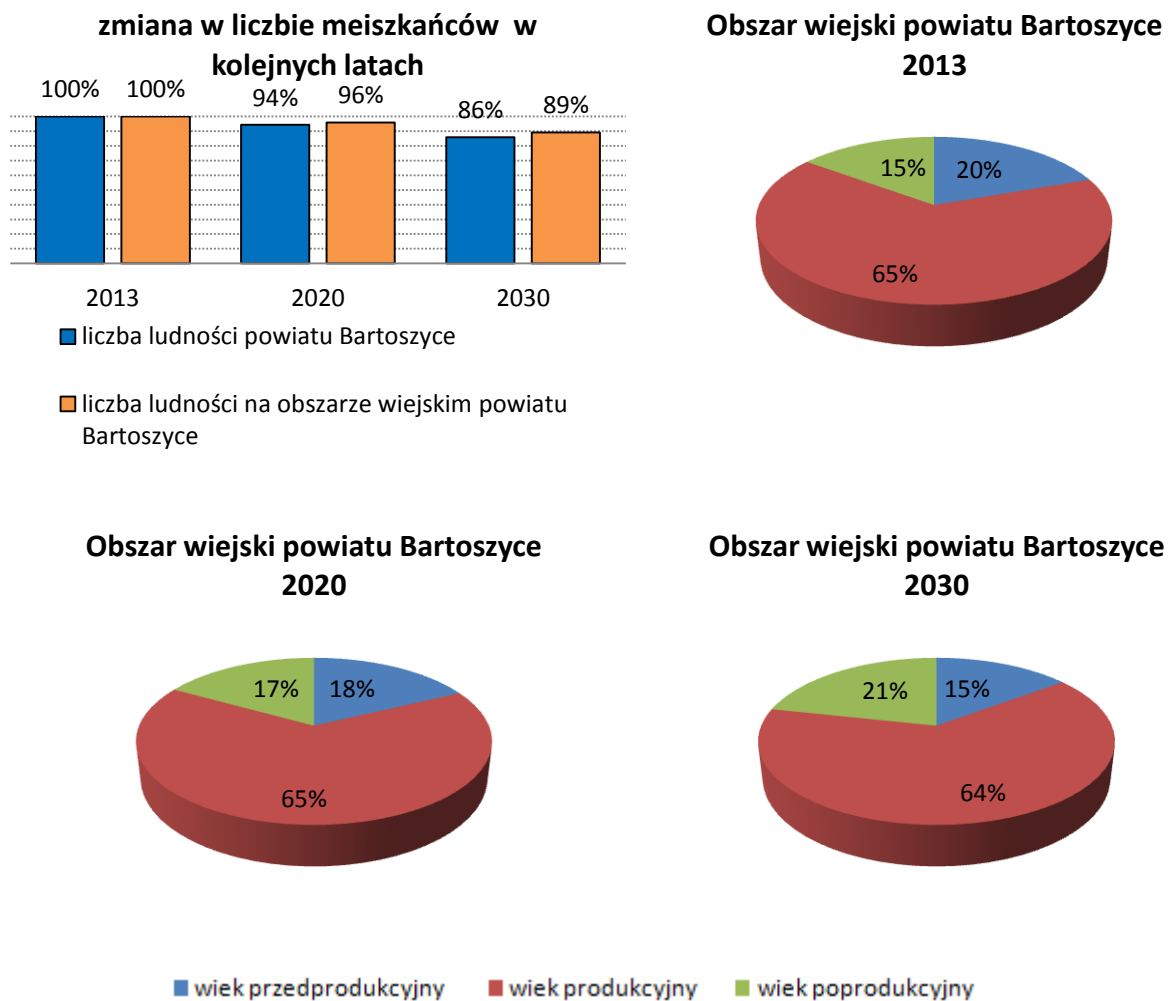 zmiana w liczbie meiszkańców w
kolejnych latach
100% 100% 94% 96% 86% 89%
2013 2020 2030
liczba ludności powiatu Bartoszyce
liczba ludności na obszarze wiejskim powiatu
Bartoszyce
Obszar wiejski powiatu Bartoszyce
2013
15% 20%
65%
Obszar wiejski powiatu Bartoszyce
2020
17% 18%
65%
Obszar wiejski powiatu Bartoszyce
2030
21% 15%
64%
wiek przedprodukcyjny wiek produkcyjny wiek poprodukcyjny